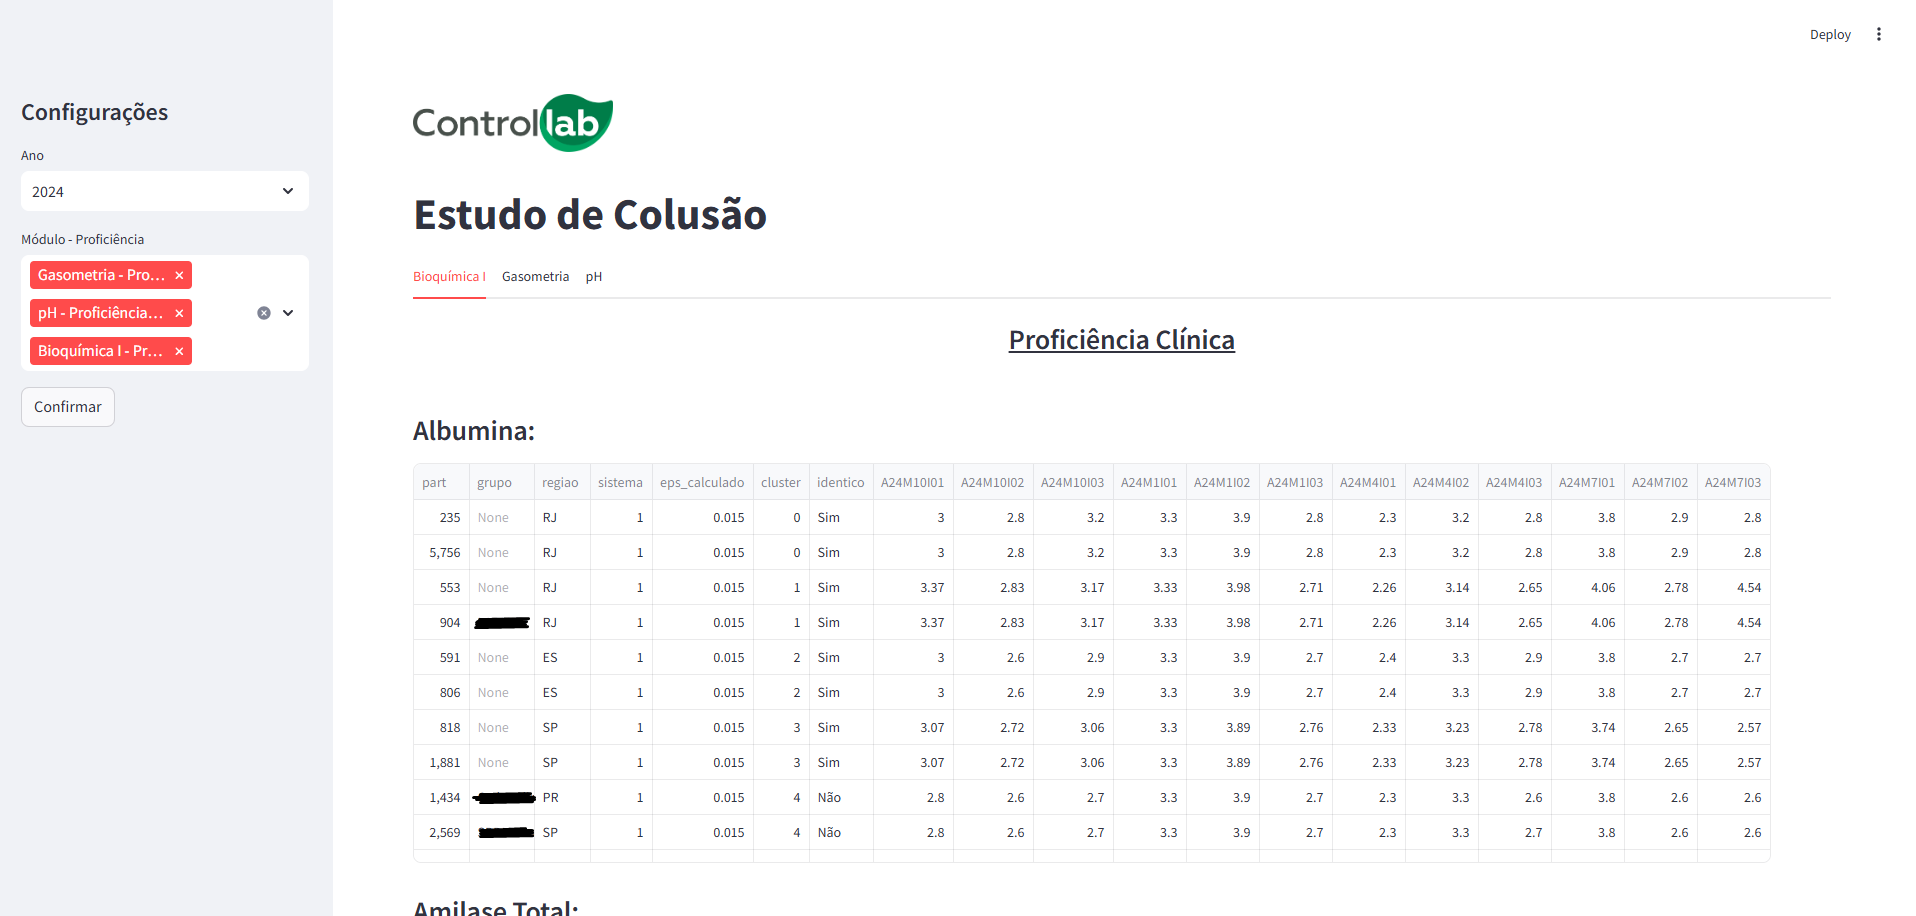 Deploy
Configurações
Ano
2024
Módulo - Proficiência
Gasometria - Pro...
pH - Proficiência...
Bioquímica I - Pr...
Confirmar
Controllab
Estudo de Colusão
Bioquímica I Gasometria pH
Proficiência Clínica
Albumina:
part grupo regiao sistema eps_calculado cluster identico A24M10I01 A24M10I02 A24M10I03 A24M1I01 A24M1I02 A24M1I03 A24M4I01 A24M4I02 A24M4I03 A24M7I01 A24M7I02 A24M7I03
235 None RJ 1 0.015 0 Sim 3 2.8 3.2 3.3 3.9 2.8 2.3 3.2 2.8 3.8 2.9 2.8
5,756 None RJ 1 0.015 0 Sim 3 2.8 3.2 3.3 3.9 2.8 2.3 3.2 2.8 3.8 2.9 2.8
553 None RJ 1 0.015 1 Sim 3.37 2.83 3.17 3.33 3.98 2.71 2.26 3.14 2.65 4.06 2.78 4.54
904 RJ 1 0.015 1 Sim 3.37 2.83 3.17 3.33 3.98 2.71 2.26 3.14 2.65 4.06 2.78 4.54
591 None ES 1 0.015 2 Sim 3 2.6 2.9 3.3 3.9 2.7 2.4 3.3 2.9 3.8 2.7 2.7
806 None ES 1 0.015 2 Sim 3 2.6 2.9 3.3 3.9 2.7 2.4 3.3 2.9 3.8 2.7 2.7
818 None SP 1 0.015 3 Sim 3.07 2.72 3.06 3.3 3.89 2.76 2.33 3.23 2.78 3.74 2.65 2.57
1,881 None SP 1 0.015 3 Sim 3.07 2.72 3.06 3.3 3.89 2.76 2.33 3.23 2.78 3.74 2.65 2.57
1,434 PR 1 0.015 4 Não 2.8 2.6 2.7 3.3 3.9 2.7 2.3 3.3 2.6 3.8 2.6 2.6
2,569 SP 1 0.015 4 Não 2.8 2.6 2.7 3.3 3.9 2.7 2.3 3.3 2.7 3.8 2.6 2.6
Amilase Total: